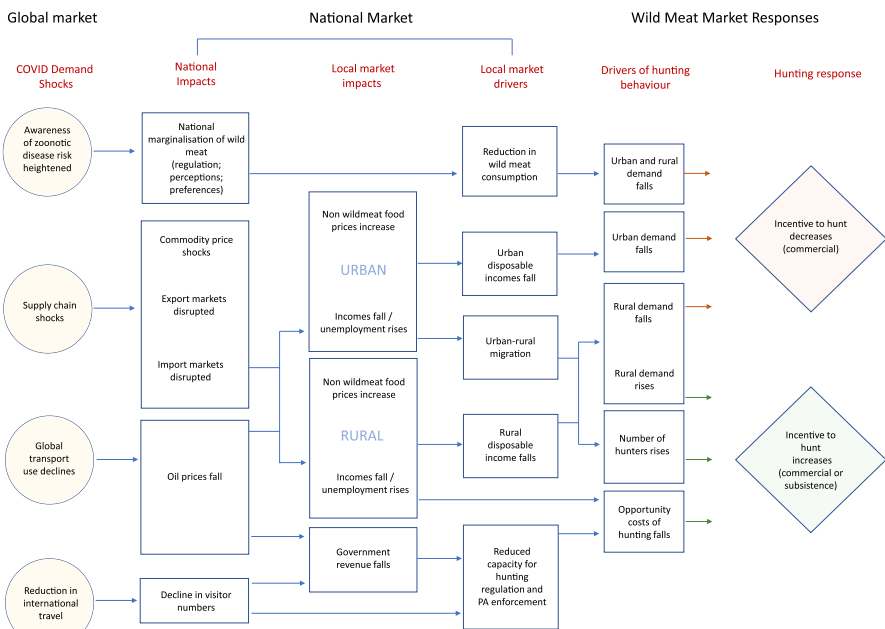 Global market
National Market
Wild Meat Market Responses
COVID Demand
Shocks
National
Impacts
Local market
impacts
Local market
drivers
Drivers of hunting
behaviour
Hunting response
Awareness
of zoonotic
disease risk
heightened
National
marginalisation of wild
meat
(regulation;
perceptions;
preferences)
Reduction in
wild meat
consumption
Urban and rural
demand
falls
Incentive to hunt
decreases
(commercial)
Supply chain
shocks
Commodity price
shocks
Export markets
disrupted
Import markets
disrupted
Non wildmeat food
prices increase
URBAN
Incomes fall /
unemployment rises
Urban
disposable
incomes fall
Urban demand
falls
Urban-rural
migration
Rural demand
falls
Rural demand
rises
Global
transport
use declines
Oil prices fall
Non wildmeat food
prices increase
RURAL
Incomes fall /
unemployment rises
Rural
disposable
income falls
Number of
hunters rises
Incentive to
hunt
increases
(commercial or
subsistence)
Opportunity
costs of
hunting falls
Reduction in
international
travel
Decline in visitor
numbers
Government
revenue falls
Reduced
capacity for
hunting
regulation and
PA enforcement